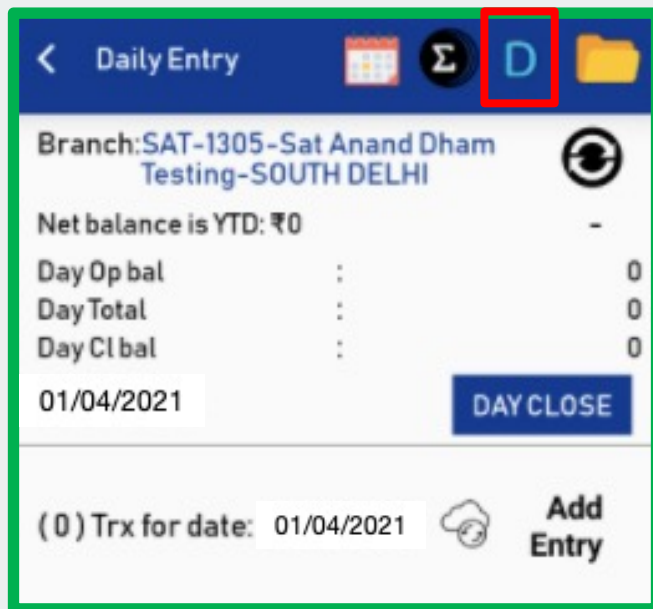 Daily Entry Σ D
Branch:SAT-1305-Sat Anand Dham
Testing-SOUTH DELHI
Net balance is YTD: ₹0 -
Day Op bal : 0
Day Total : 0
Day Cl bal : 0
01/04/2021 DAY CLOSE
( 0 ) Trx for date: 01/04/2021 Add
Entry